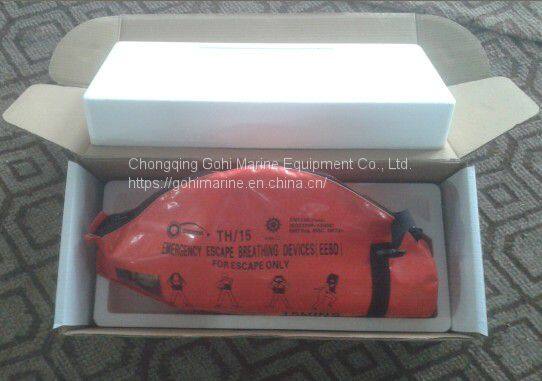 Chongqing Gohi Marine Equipment Co., Ltd.
https://gohimarine.en.china.cn/
TH/15
EMERGENCY ESCAPE BREATHING DEVICES(EEBD)
FOR ESCAPE ONLY
15MINS